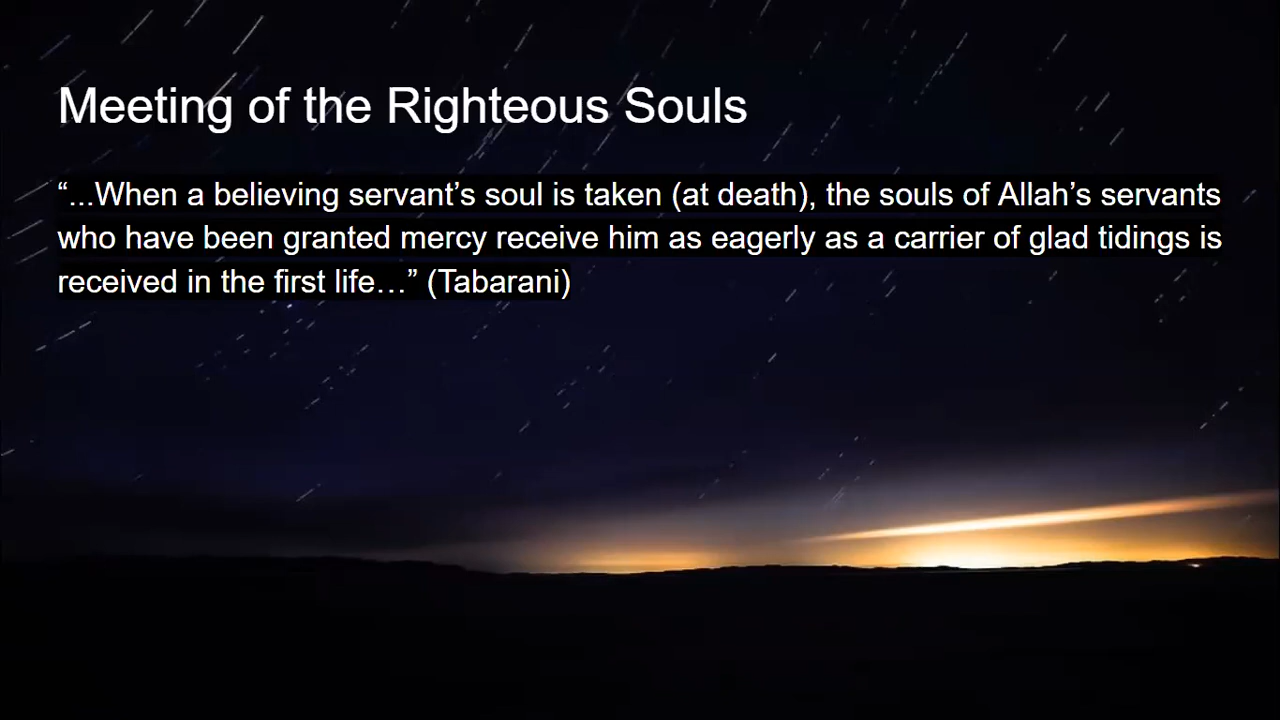 Meeting of the Righteous Souls
“...When a believing servant’s soul is taken (at death), the souls of Allah’s servants
who have been granted mercy receive him as eagerly as a carrier of glad tidings is
received in the first life…” (Tabarani)